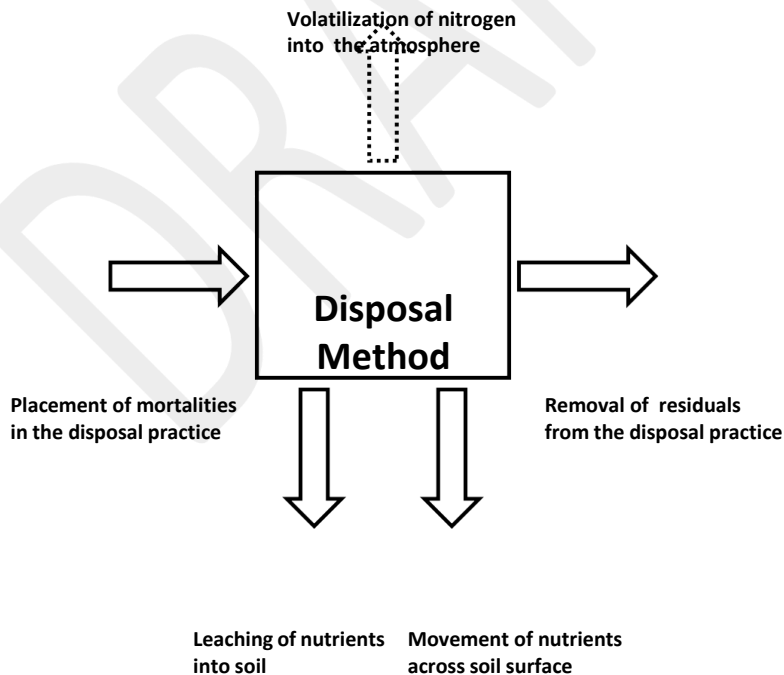 Volatilization of nitrogen
into the atmosphere
Disposal
Method
Placement of mortalities
in the disposal practice
Removal of residuals
from the disposal practice
Leaching of nutrients
into soil
Movement of nutrients
across soil surface
DRA